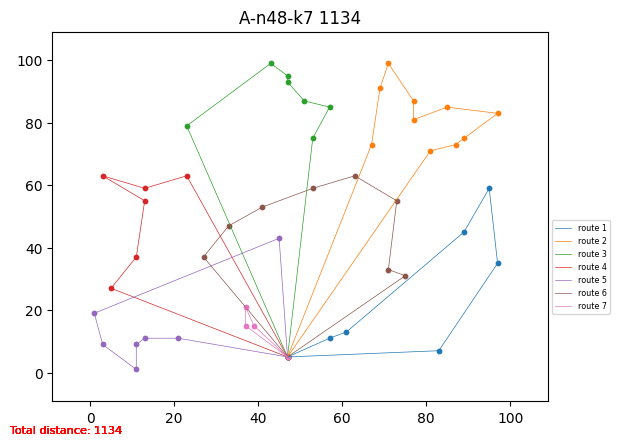 A-n48-k7 1134
100
80
60
40
20
0
0 20 40 60 80 100
route 1
route 2
route 3
route 4
route 5
route 6
route 7
Total distance: 1134